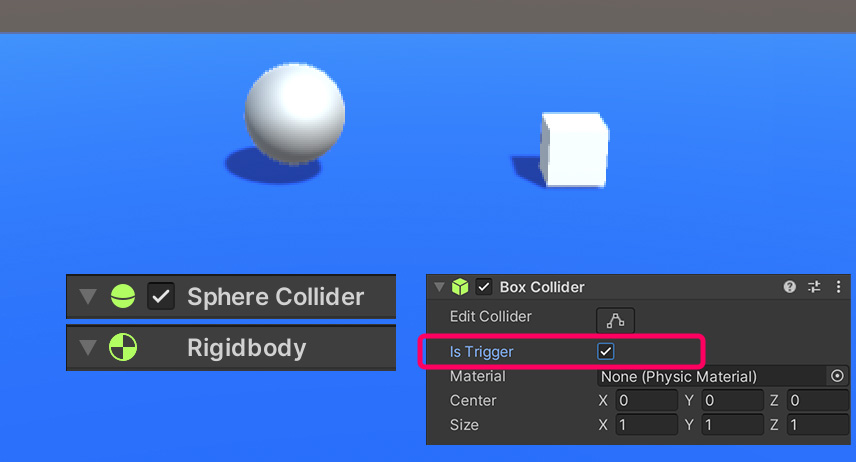 Sphere Collider
Rigidbody
Box Collider
Edit Collider
Is Trigger
Material None (Physic Material)
Center X 0 Y 0 Z 0
Size X 1 Y 1 Z 1